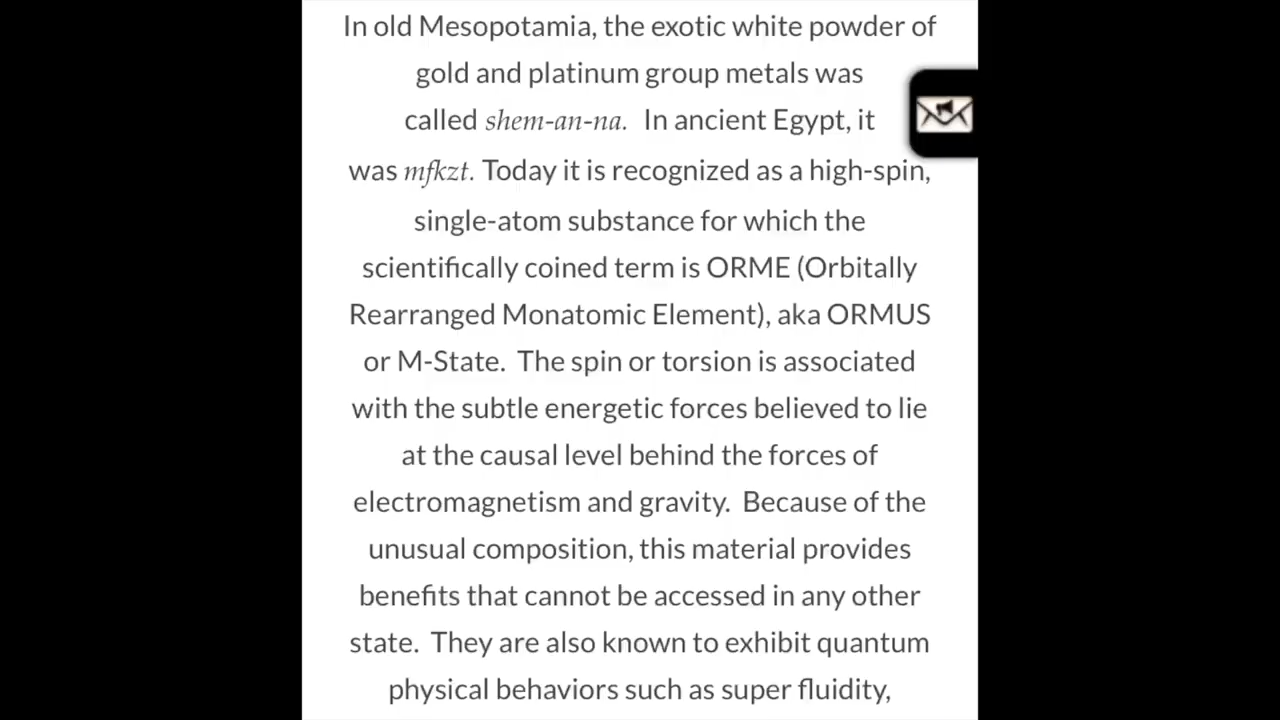 In old Mesopotamia, the exotic white powder of
gold and platinum group metals was
called shem-an-na. In ancient Egypt, it
was mfkzt. Today it is recognized as a high-spin,
single-atom substance for which the
scientifically coined term is ORME (Orbitally
Rearranged Monatomic Element), aka ORMUS
or M-State. The spin or torsion is associated
with the subtle energetic forces believed to lie
at the causal level behind the forces of
electromagnetism and gravity. Because of the
unusual composition, this material provides
benefits that cannot be accessed in any other
state. They are also known to exhibit quantum
physical behaviors such as super fluidity,